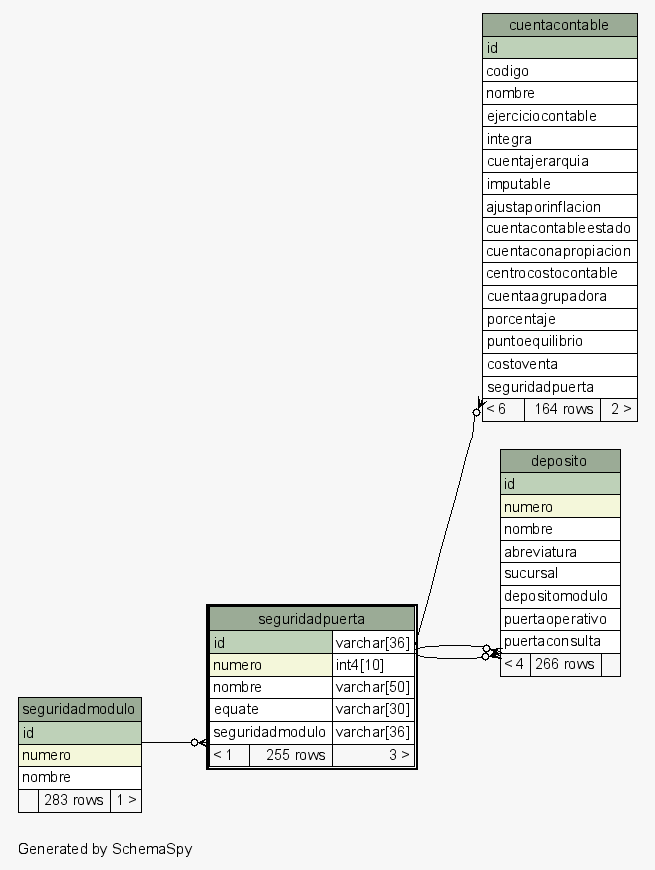 cuentacontable
id
codigo
nombre
ejerciciocontable
integra
cuentajerarquia
imputable
ajustaporinflacion
cuentacontableestado
cuentaconapropiacion
centrocostocontable
cuentaagrupadora
porcentaje
puntoequilibrio
costoventa
seguridadpuerta
< 6 164 rows 2 >
deposito
id
numero
nombre
abreviatura
sucursal
depositomodulo
puertaoperativo
puertaconsulta
< 4 266 rows
seguridadpuerta
id varchar[36]
numero int4[10]
nombre varchar[50]
equate varchar[30]
seguridadmodulo varchar[36]
< 1 255 rows 3 >
seguridadmodulo
id
numero
nombre
283 rows 1 >
Generated by SchemaSpy